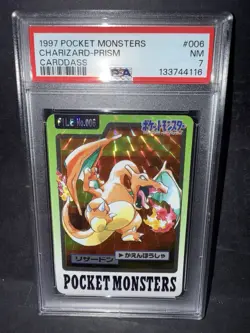 1997 POCKET MONSTERS #006
CHARIZARD-PRISM NM
CARDDASS PSA 7
133744116
FILE No.006
ポケットモンスター
リザードン
▶かえんほうしゃ
POCKET MONSTERS